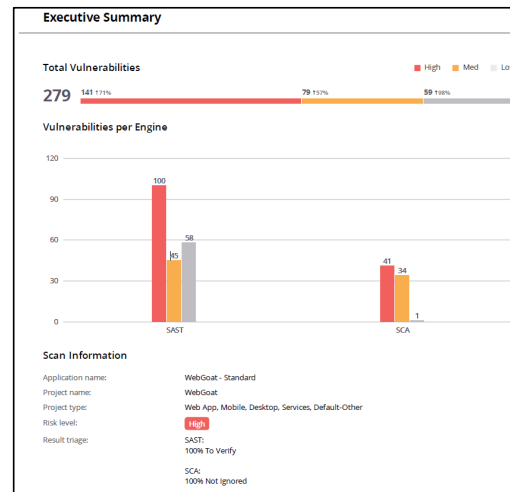 Executive Summary
Total Vulnerabilities
High Med Lo
279 141 ↑71% 79 ↑57% 59 ↑98%
Vulnerabilities per Engine
120
90
60
30
0
100 45 58
41 34 1
SAST SCA
Scan Information
Application name: WebGoat - Standard
Project name: WebGoat
Project type: Web App, Mobile, Desktop, Services, Default-Other
Risk level: High
Result triage: SAST:
100% To Verify
SCA:
100% Not Ignored